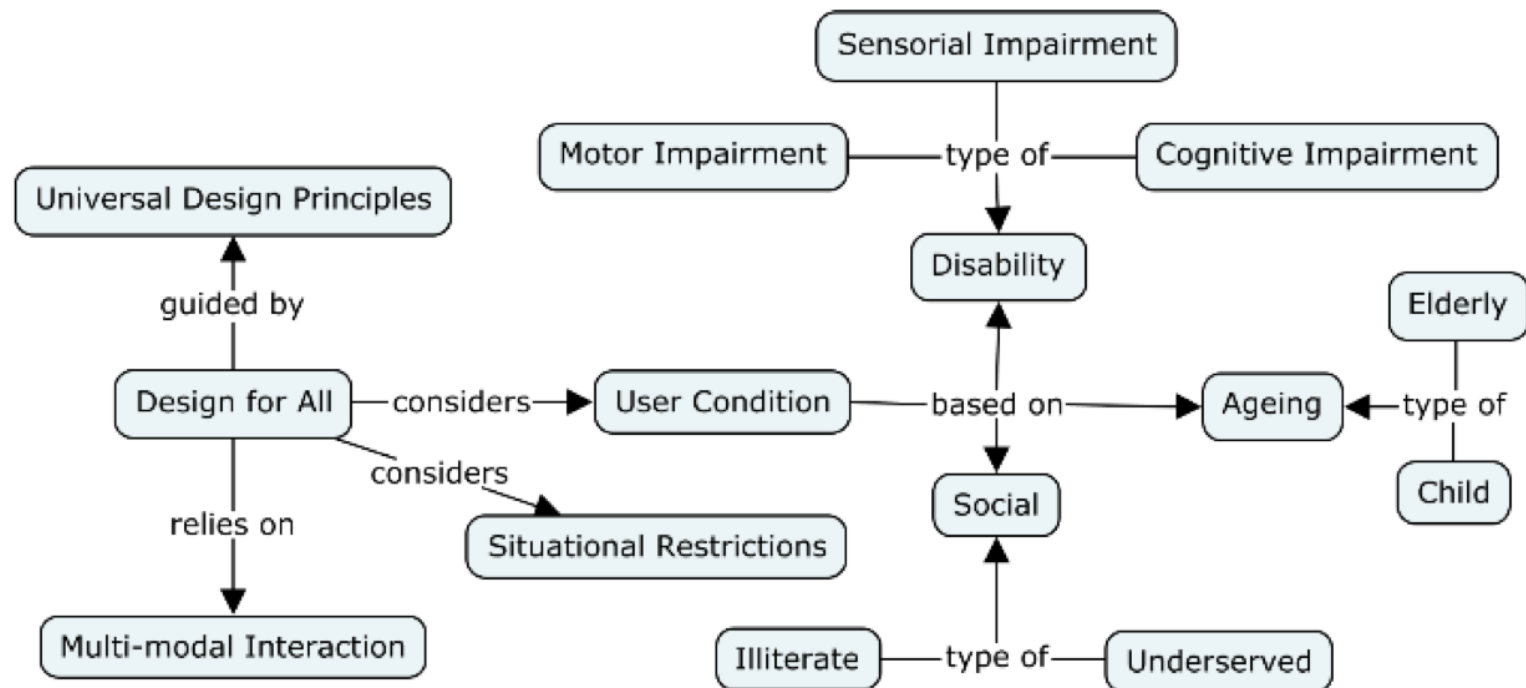 Sensorial Impairment
Motor Impairment
type of
Cognitive Impairment
Universal Design Principles
Disability
guided by
Elderly
Design for All
considers
User Condition
based on
Ageing
type of
considers
Child
Social
relies on
Situational Restrictions
Multi-modal Interaction
Illiterate
type of
Underserved